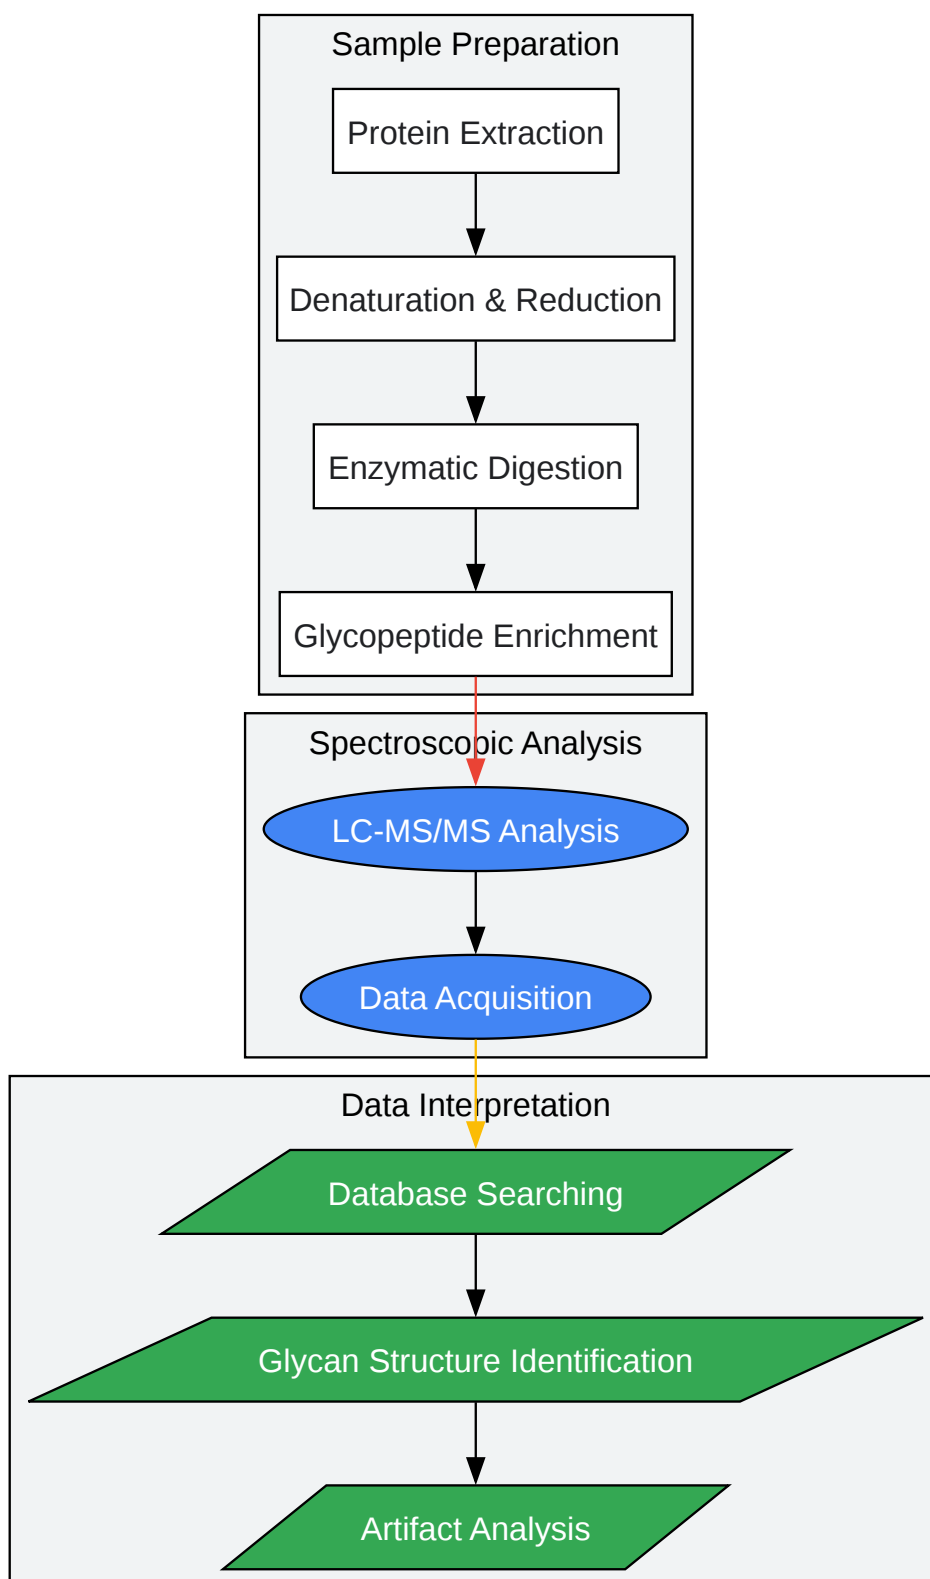 Sample Preparation
Protein Extraction
Denaturation & Reduction
Enzymatic Digestion
Glycopeptide Enrichment
Spectroscopic Analysis
LC-MS/MS Analysis
Data Acquisition
Data Interpretation
Database Searching
Glycan Structure Identification
Artifact Analysis